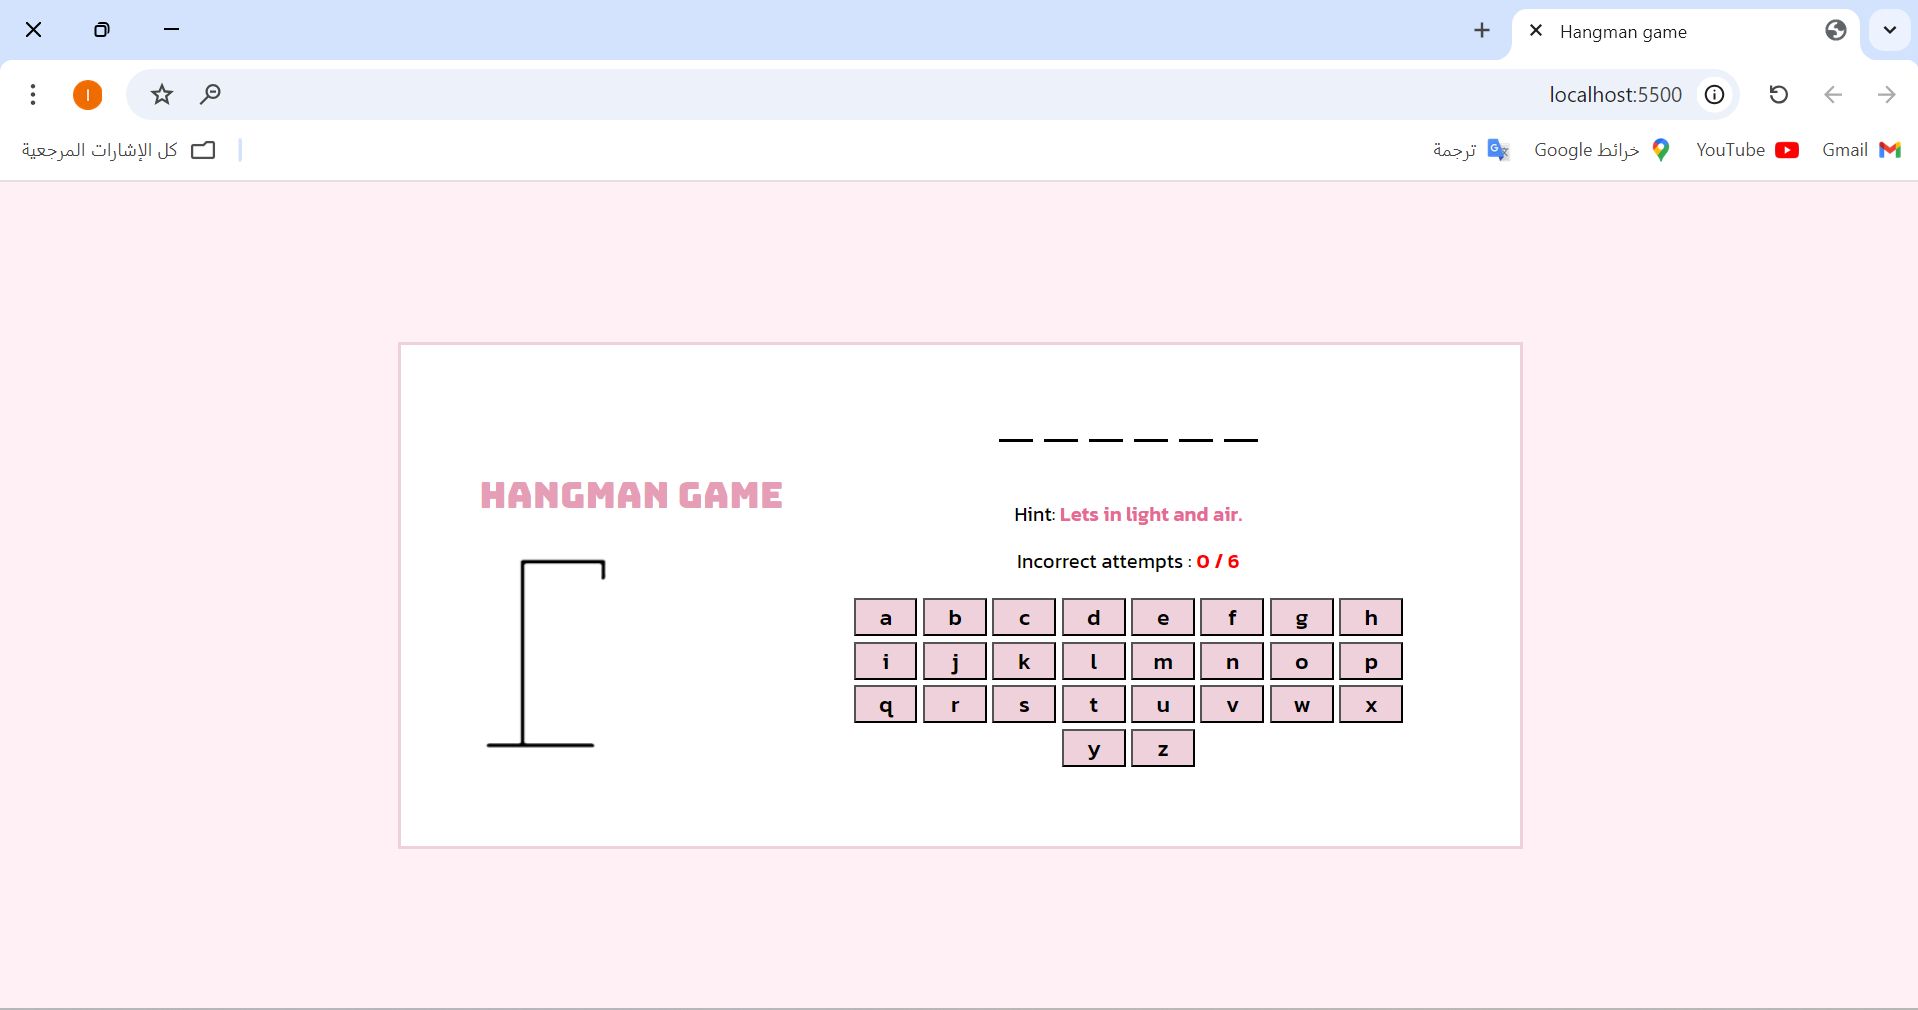 Hangman game
I
localhost:5500
Gmail
YouTube
خرائط Google
ترجمة
كل الإشارات المرجعية
HANGMAN GAME
Hint: Lets in light and air.
Incorrect attempts : 0 / 6
a b c d e f g h
i j k l m n o p
q r s t u v w x
y z